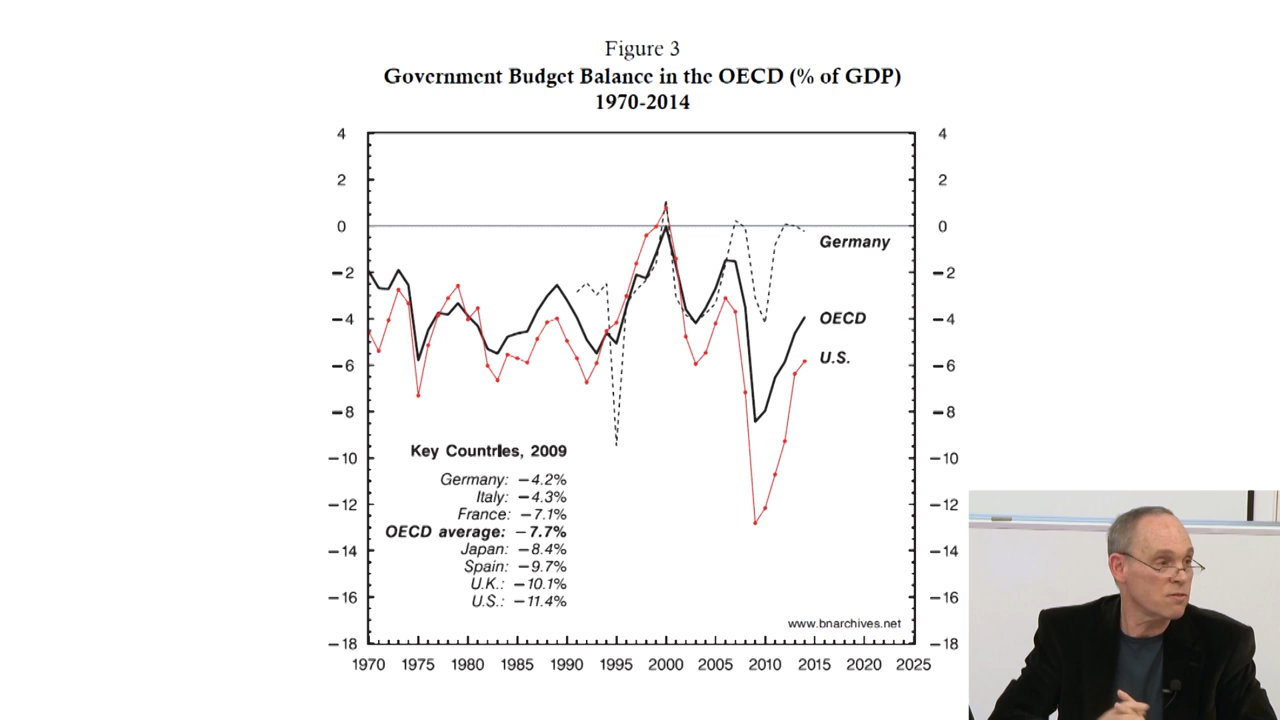 Figure 3
Government Budget Balance in the OECD (% of GDP)
1970-2014
4 4
2 2
0 0
Germany
−2 −2
−4 OECD −4
U.S.
−6 −6
−8 −8
Key Countries, 2009
−10 −10
Germany: −4.2%
Italy: −4.3%
−12 −12
France: −7.1%
OECD average: −7.7%
Japan: −8.4%
−14 −14
Spain: −9.7%
U.K.: −10.1%
−16 −16
U.S.: −11.4%
www.bnarchives.net
−18 −18
1970 1975 1980 1985 1990 1995 2000 2005 2010 2015 2020 2025